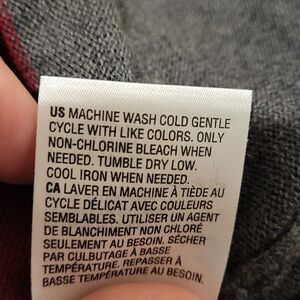 US MACHINE WASH COLD GENTLE
CYCLE WITH LIKE COLORS. ONLY
NON-CHLORINE BLEACH WHEN
NEEDED. TUMBLE DRY LOW.
COOL IRON WHEN NEEDED.
CA LAVER EN MACHINE À TIÈDE AU
CYCLE DÉLICAT AVEC COULEURS
SEMBLABLES. UTILISER UN AGENT
DE BLANCHIMENT NON CHLORÉ
SEULEMENT AU BESOIN. SÉCHER
PAR CULBUTAGE À BASSE
TEMPÉRATURE. REPASSER À
BASSE TEMPÉRATURE AU BESOIN.